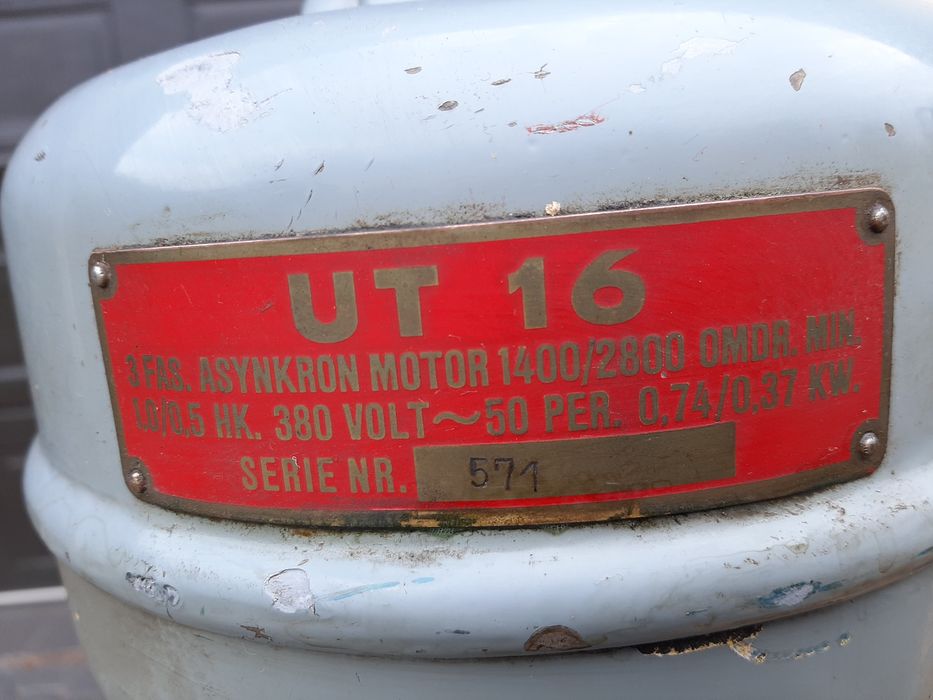 UT 16
3 FAS. ASYNKRON MOTOR 1400/2800 OMDR. MIN.
1,0/0,5 HK. 380 VOLT ~ 50 PER. 0,74/0,37 KW.
SERIE NR. 571